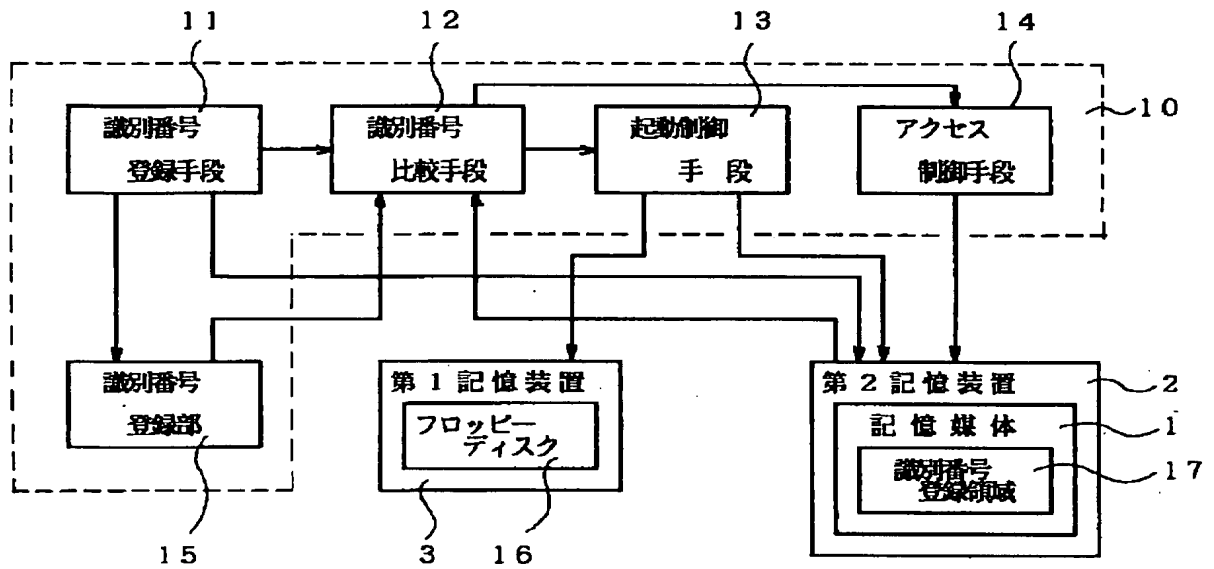 11
12
13
14
10
識別番号
登録手段
識別番号
比較手段
起動制御
手 段
アクセス
制御手段
識別番号
登録部
15
第1記憶装置
フロッピー
ディスク
3
16
第2記憶装置
2
記憶媒体
1
識別番号
登録領域
17